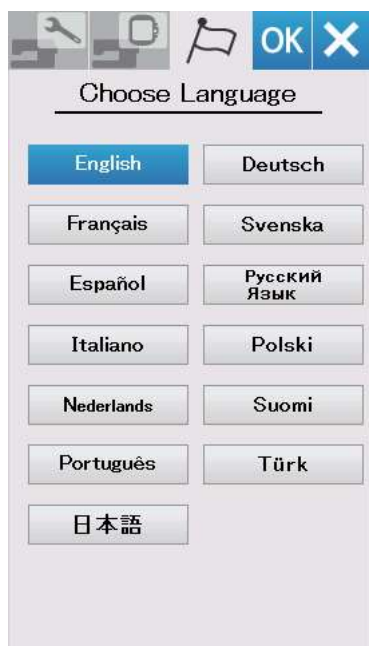 OK
Choose Language
English
Deutsch
Français
Svenska
Español
Русский
Язык
Italiano
Polski
Nederlands
Suomi
Português
Türk
日本語